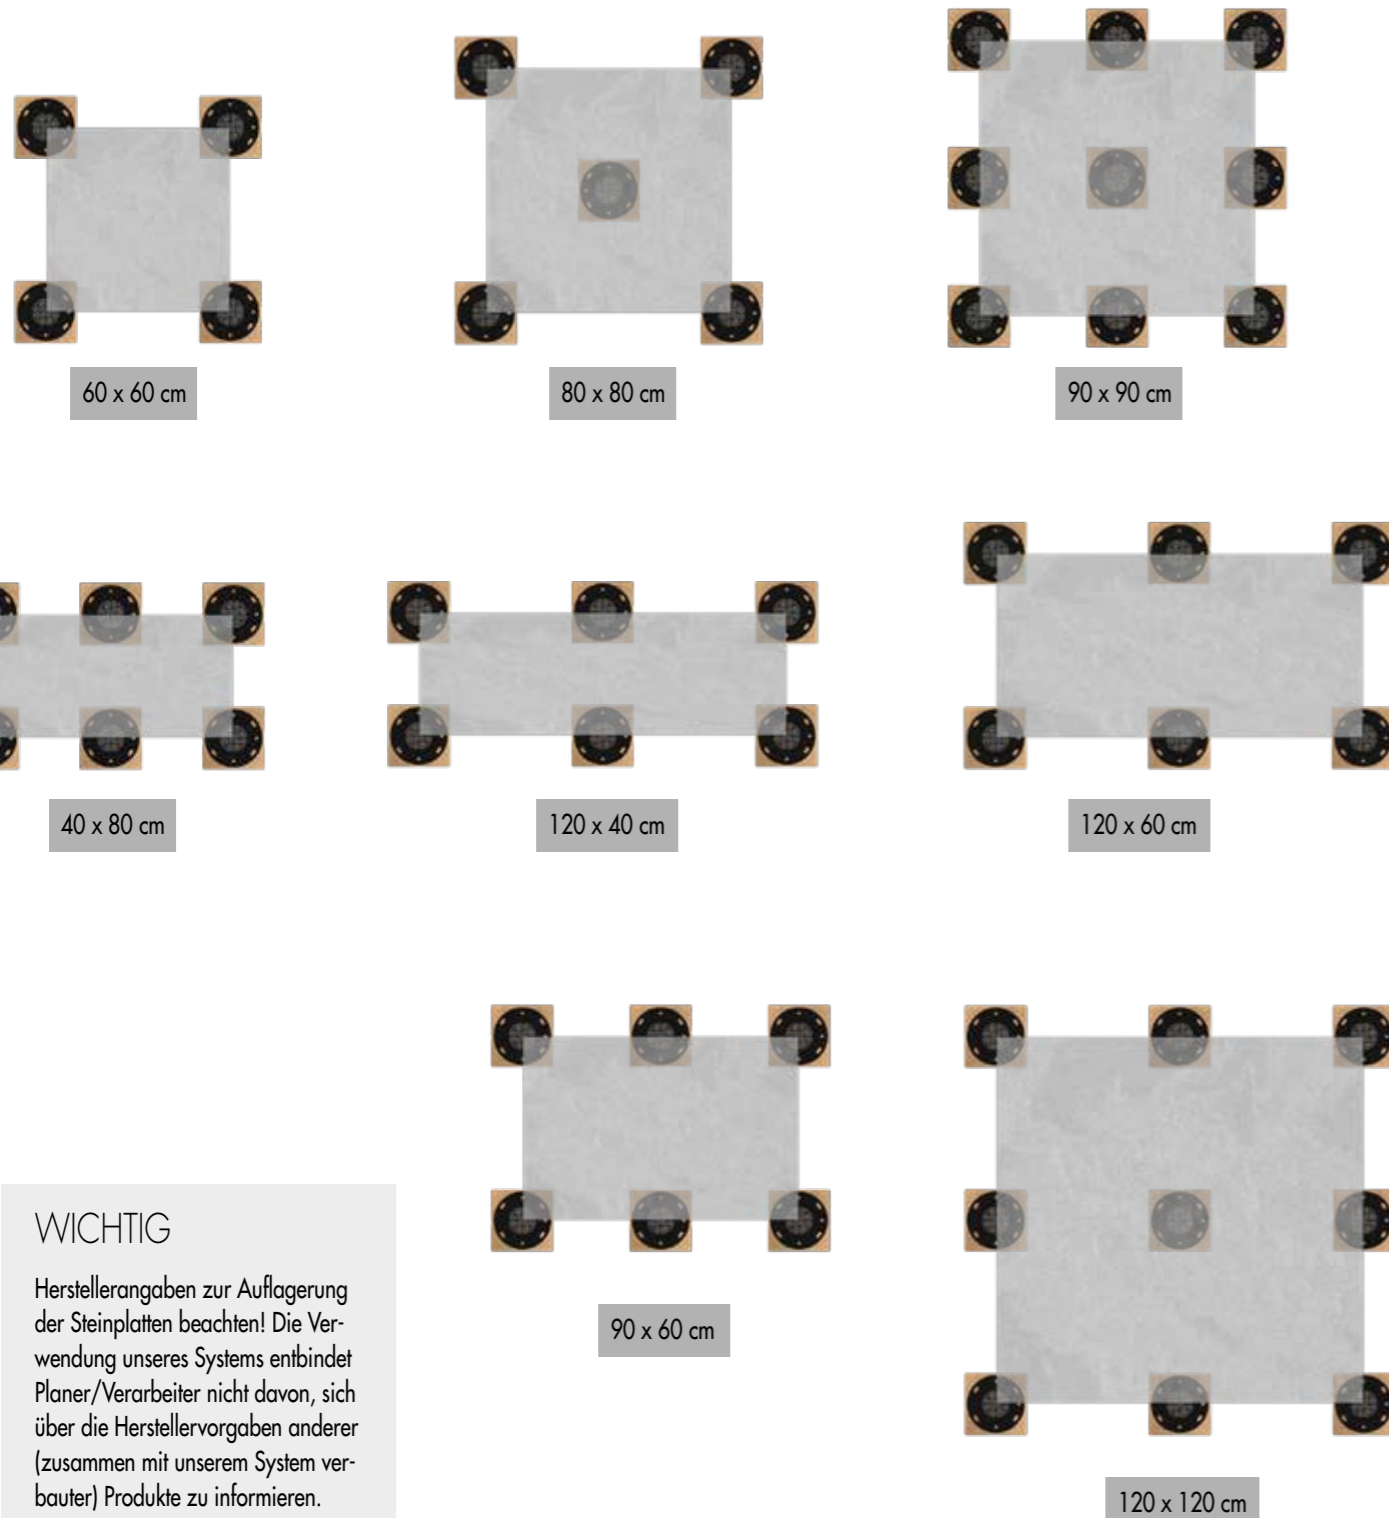 60 x 60 cm
80 x 80 cm
90 x 90 cm
40 x 80 cm
120 x 40 cm
120 x 60 cm
90 x 60 cm
120 x 120 cm
WICHTIG
Herstellerangaben zur Auflagerung
der Steinplatten beachten! Die Ver-
wendung unseres Systems entbindet
Planer/Verarbeiter nicht davon, sich
über die Herstellervorgaben anderer
(zusammen mit unserem System ver-
bauter) Produkte zu informieren.